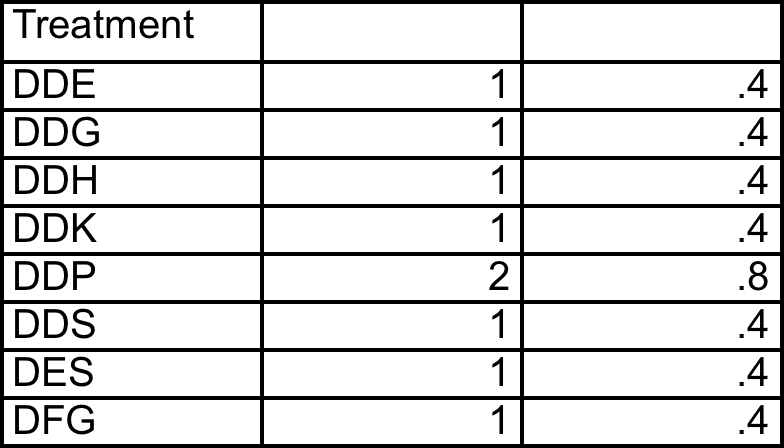 Treatment
DDE 1 .4
DDG 1 .4
DDH 1 .4
DDK 1 .4
DDP 2 .8
DDS 1 .4
DES 1 .4
DFG 1 .4